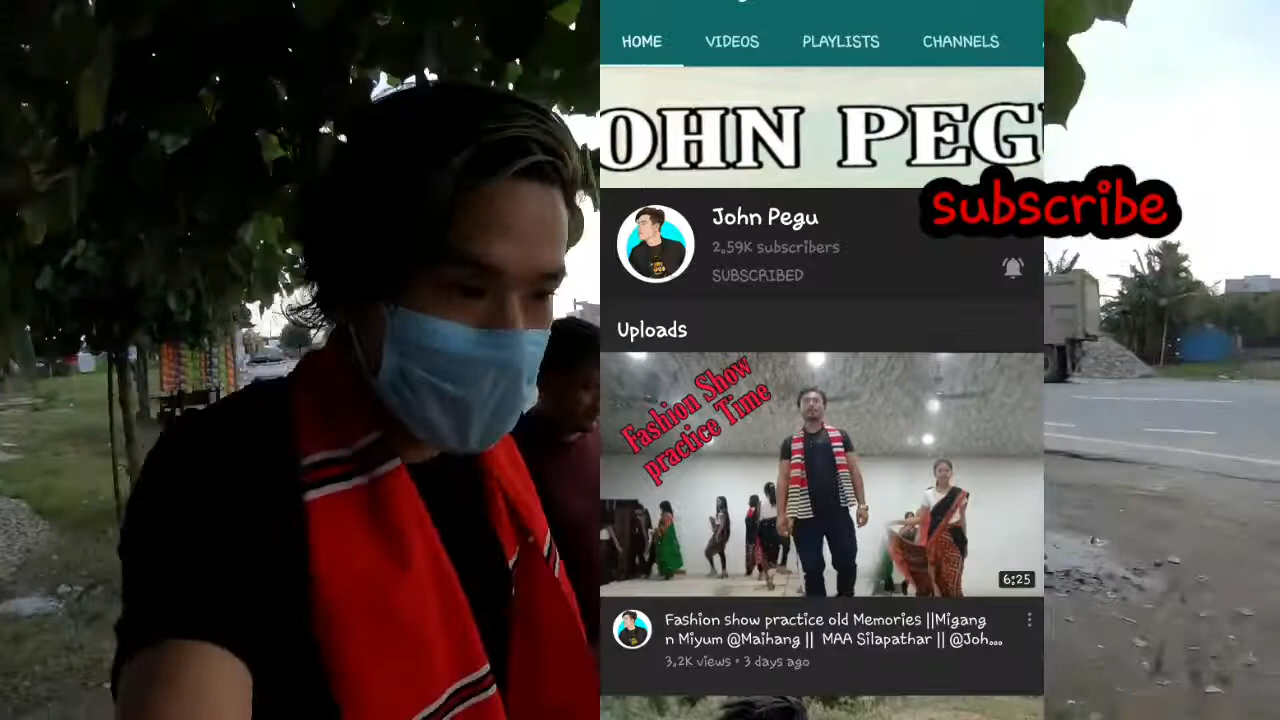 HOME VIDEOS PLAYLISTS CHANNELS
OHN PEGU
subscribe
John Pegu
2.59K subscribers
SUBSCRIBED
Uploads
Fashion Show
practice Time
6:25
Fashion show practice old Memories ||Migang
n Miyum @Maihang || MAA Silapathar || @Joh...
3.2K views • 3 days ago